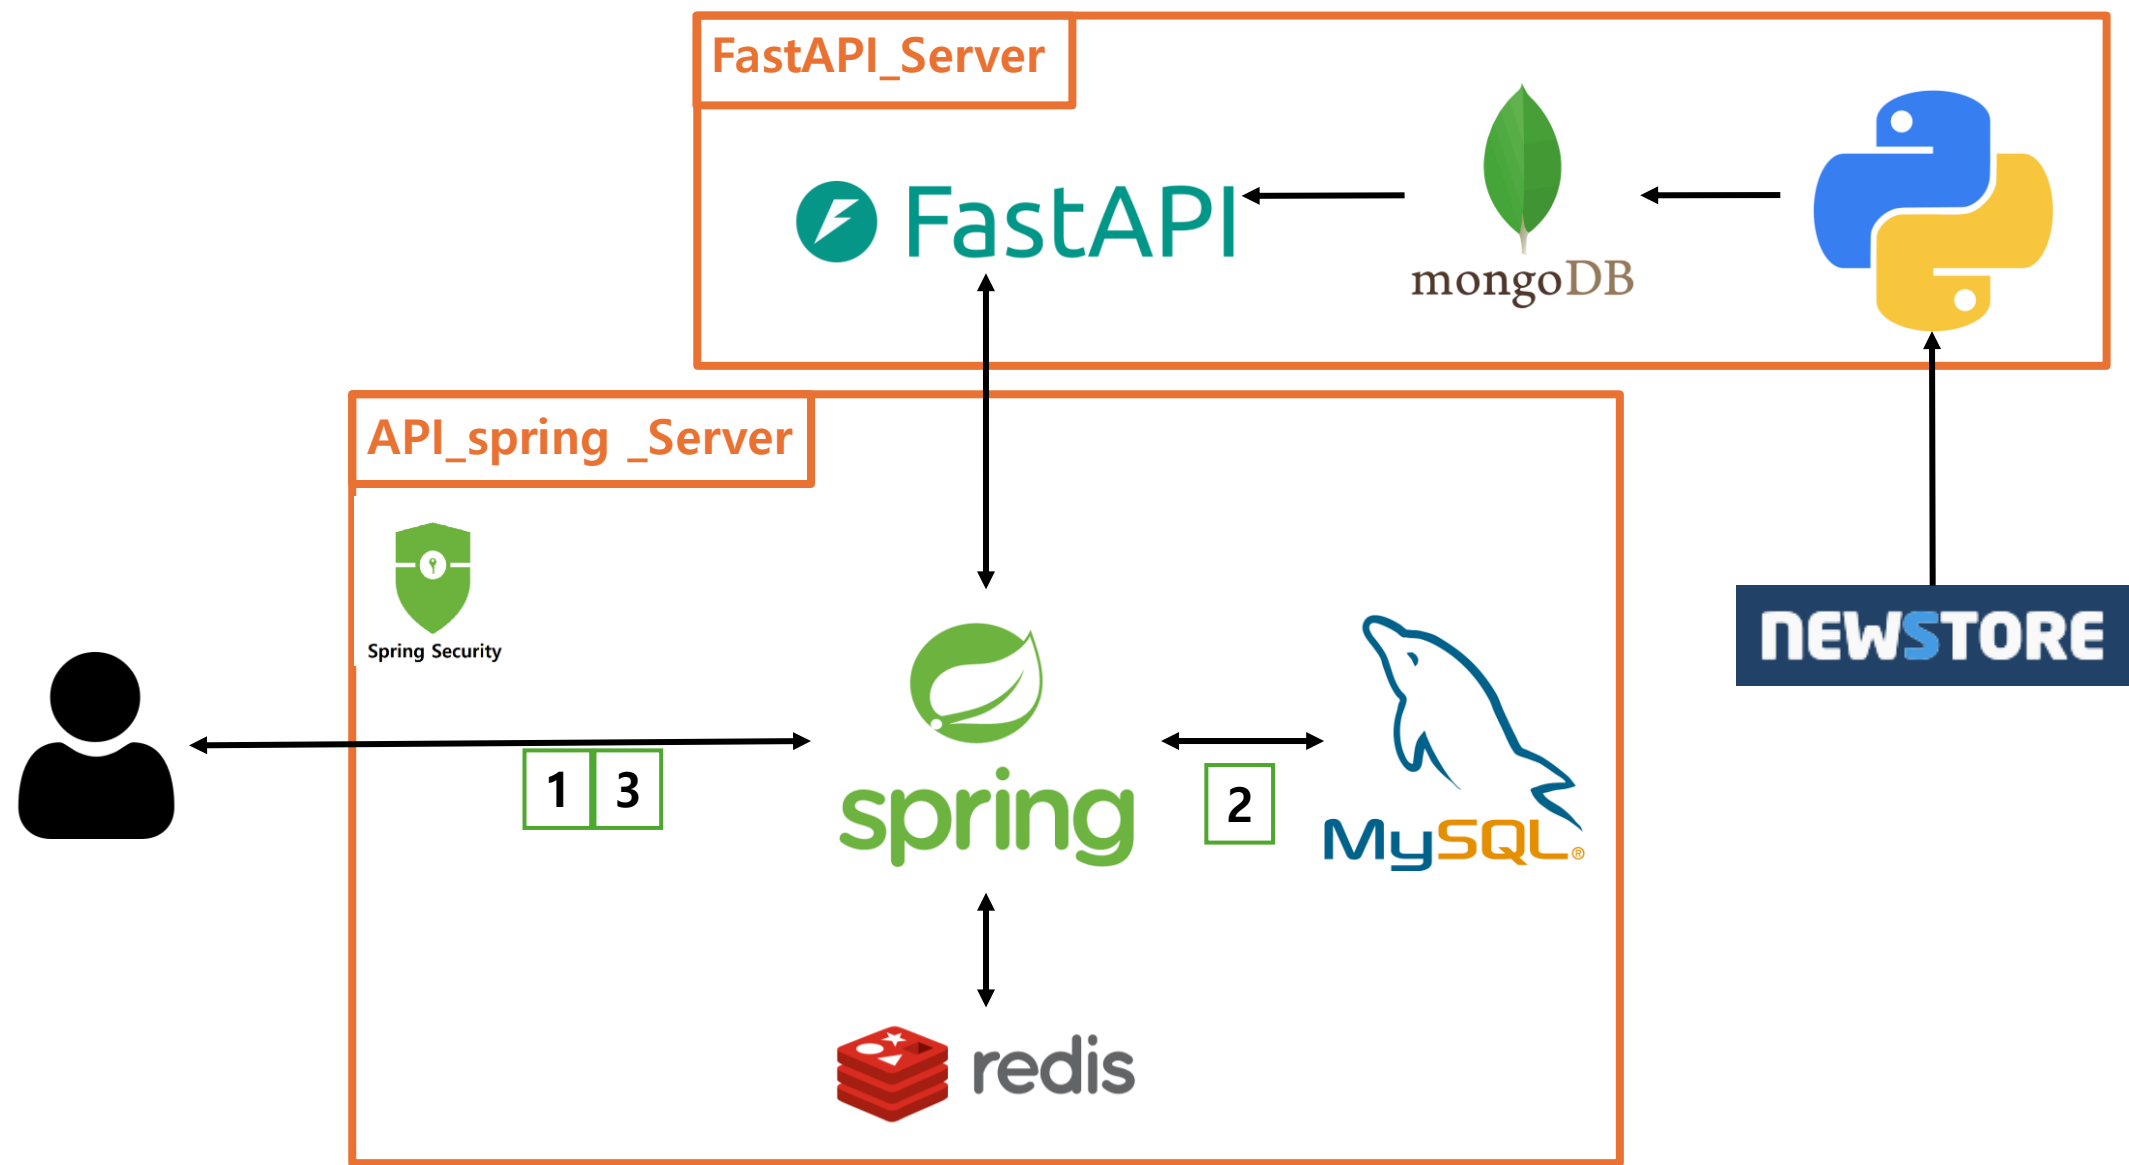 FastAPI_Server
FastAPI
mongoDB
API_spring _Server
Spring Security
NEWSTORE
1 3
spring
2
MySQL®
redis